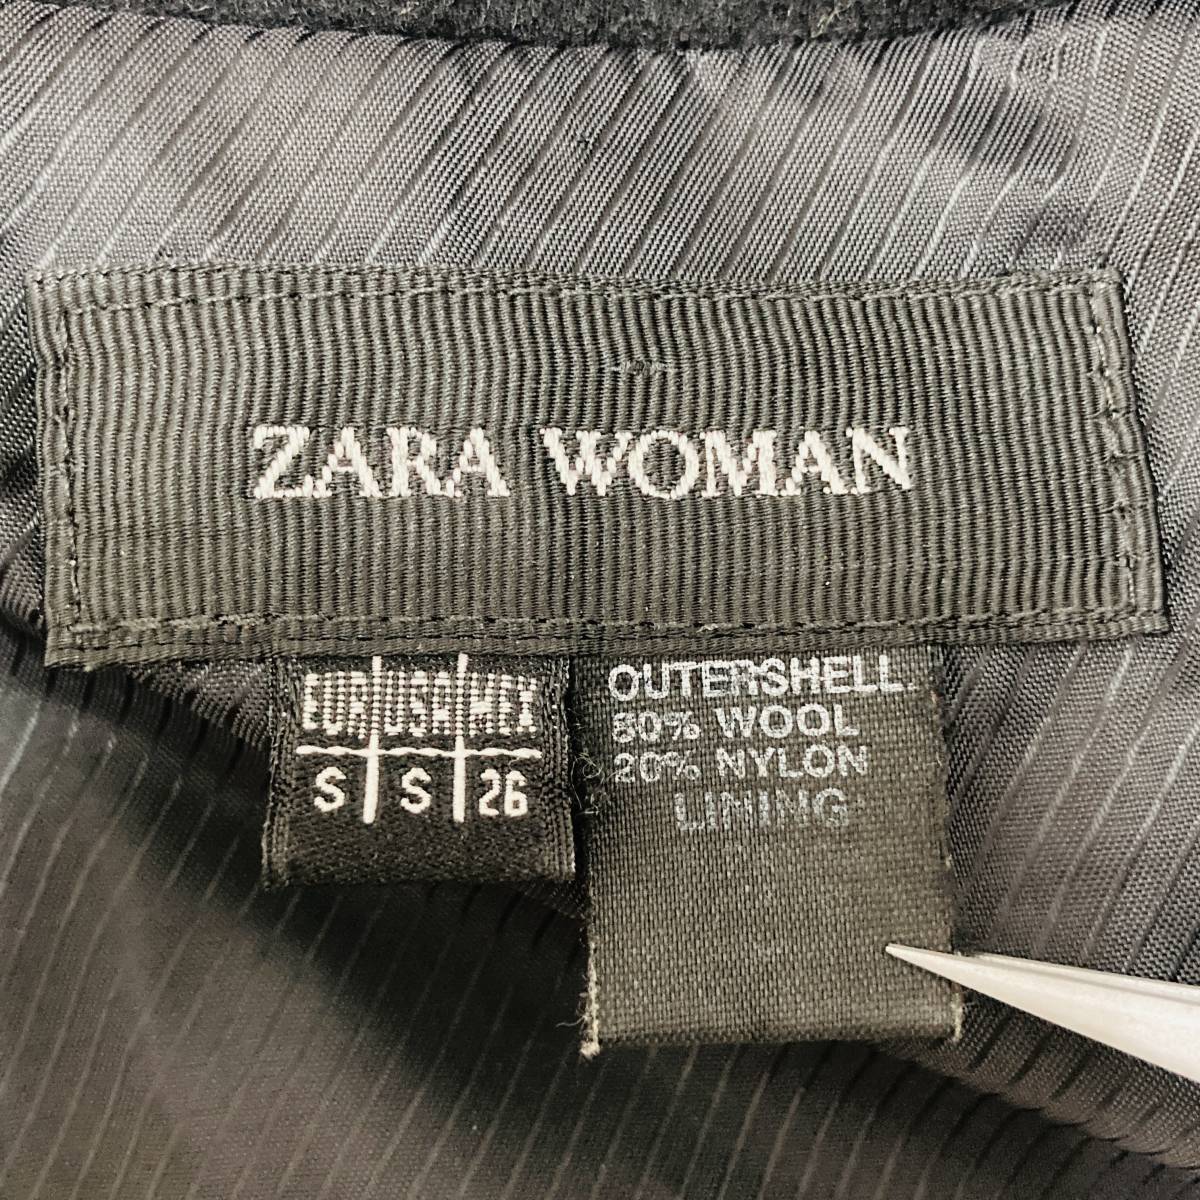 ZARA WOMAN
EUR USA MEX
S S 26
OUTERSHELL
80% WOOL
20% NYLON
LINING